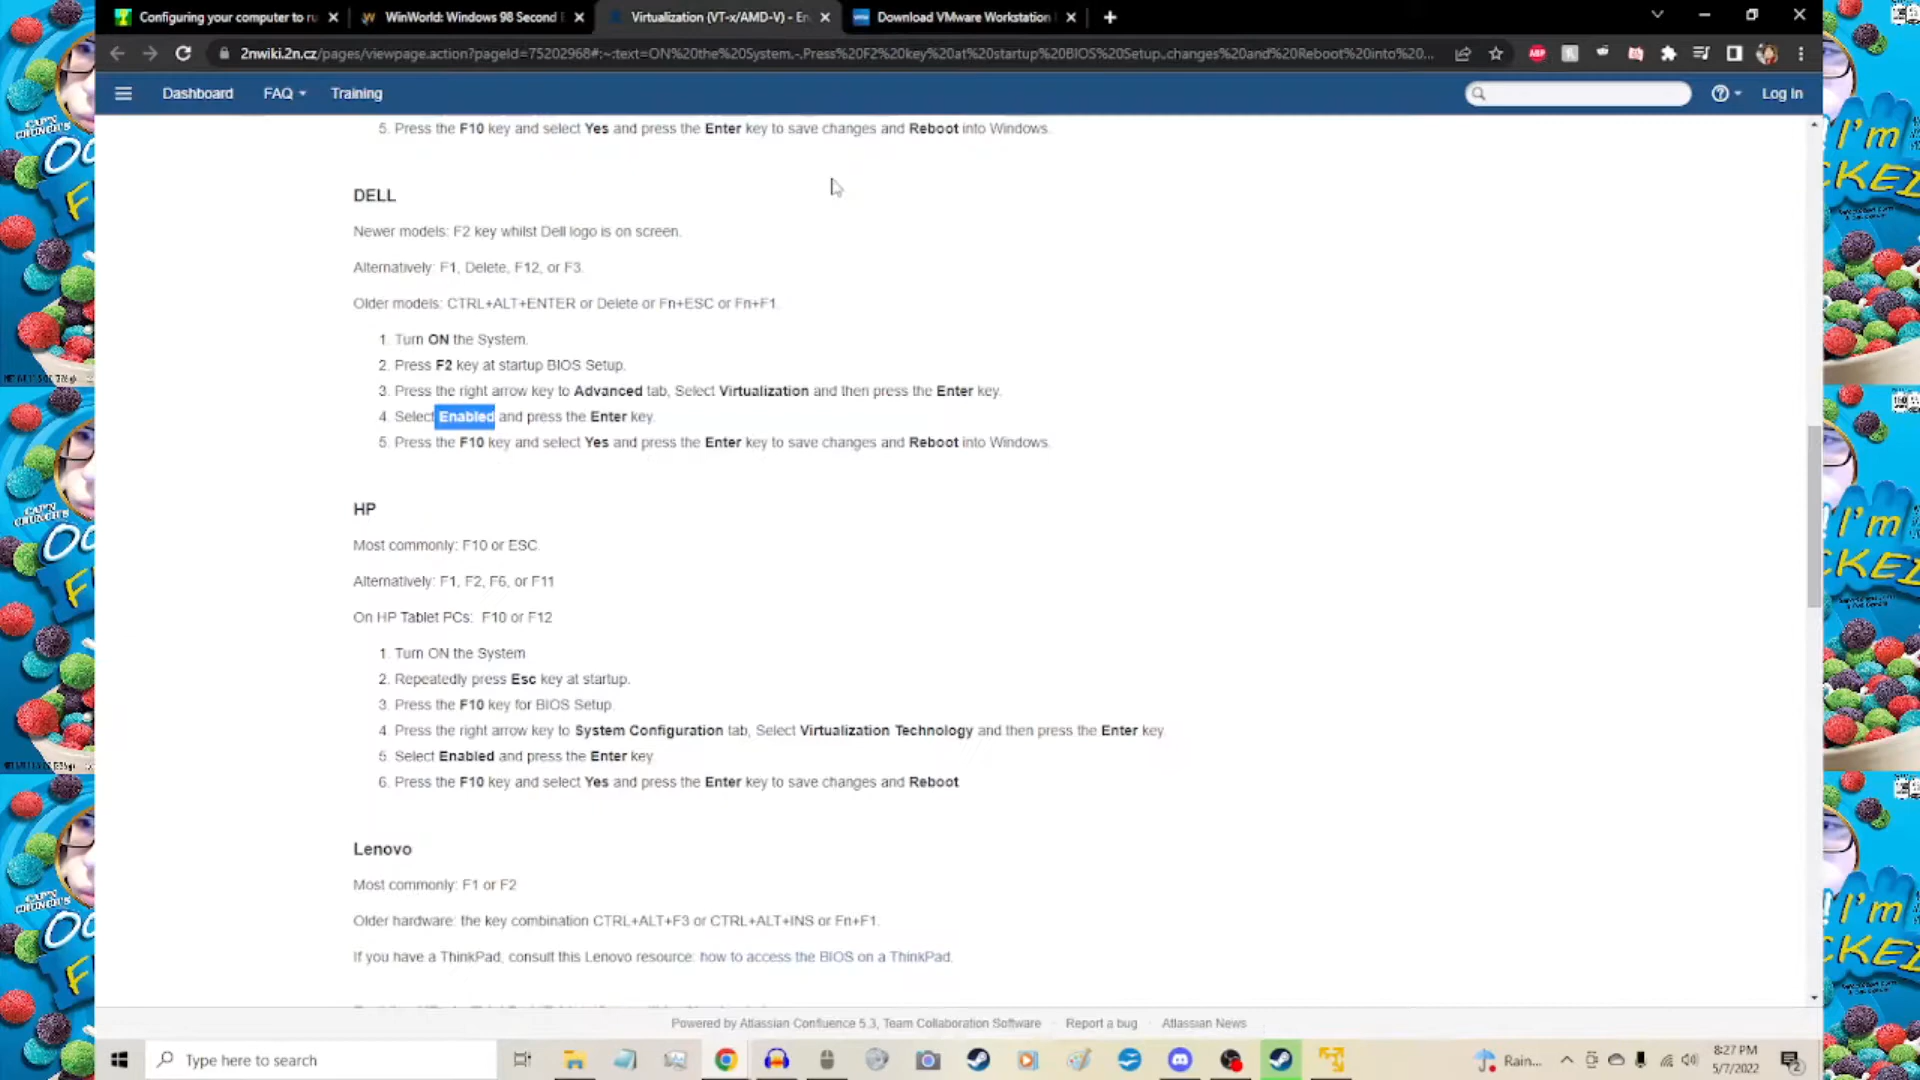 Configuring your computer to ru
WinWorld: Windows 98 Second E
Virtualization (VT-x/AMD-V) - En
Download VMware Workstation
2nwiki.2n.cz/pages/viewpage.action?pageId=75202968#:~:text=ON%20the%20System.-,Press%20F2%20key%20at%20startup%20BIOS%20Setup.,changes%20and%20Reboot%20into%20...
Dashboard FAQ Training Log In
5. Press the F10 key and select Yes and press the Enter key to save changes and Reboot into Windows.
DELL
Newer models: F2 key whilst Dell logo is on screen.
Alternatively: F1, Delete, F12, or F3.
Older models: CTRL+ALT+ENTER or Delete or Fn+ESC or Fn+F1.
1. Turn ON the System.
2. Press F2 key at startup BIOS Setup.
3. Press the right arrow key to Advanced tab, Select Virtualization and then press the Enter key.
4. Select Enabled and press the Enter key.
5. Press the F10 key and select Yes and press the Enter key to save changes and Reboot into Windows.
HP
Most commonly: F10 or ESC.
Alternatively: F1, F2, F6, or F11
On HP Tablet PCs: F10 or F12
1. Turn ON the System
2. Repeatedly press Esc key at startup.
3. Press the F10 key for BIOS Setup.
4. Press the right arrow key to System Configuration tab, Select Virtualization Technology and then press the Enter key
5. Select Enabled and press the Enter key
6. Press the F10 key and select Yes and press the Enter key to save changes and Reboot
Lenovo
Most commonly: F1 or F2
Older hardware: the key combination CTRL+ALT+F3 or CTRL+ALT+INS or Fn+F1.
If you have a ThinkPad, consult this Lenovo resource: how to access the BIOS on a ThinkPad.
Powered by Atlassian Confluence 5.3, Team Collaboration Software Report a bug Atlassian News
Type here to search
Rain...
8:27 PM
5/7/2022
2
CAP'N
CRUNCH'S
I'm
CKED
CAP'N
CRUNCH'S
I'm
CKED
I'm
CKED